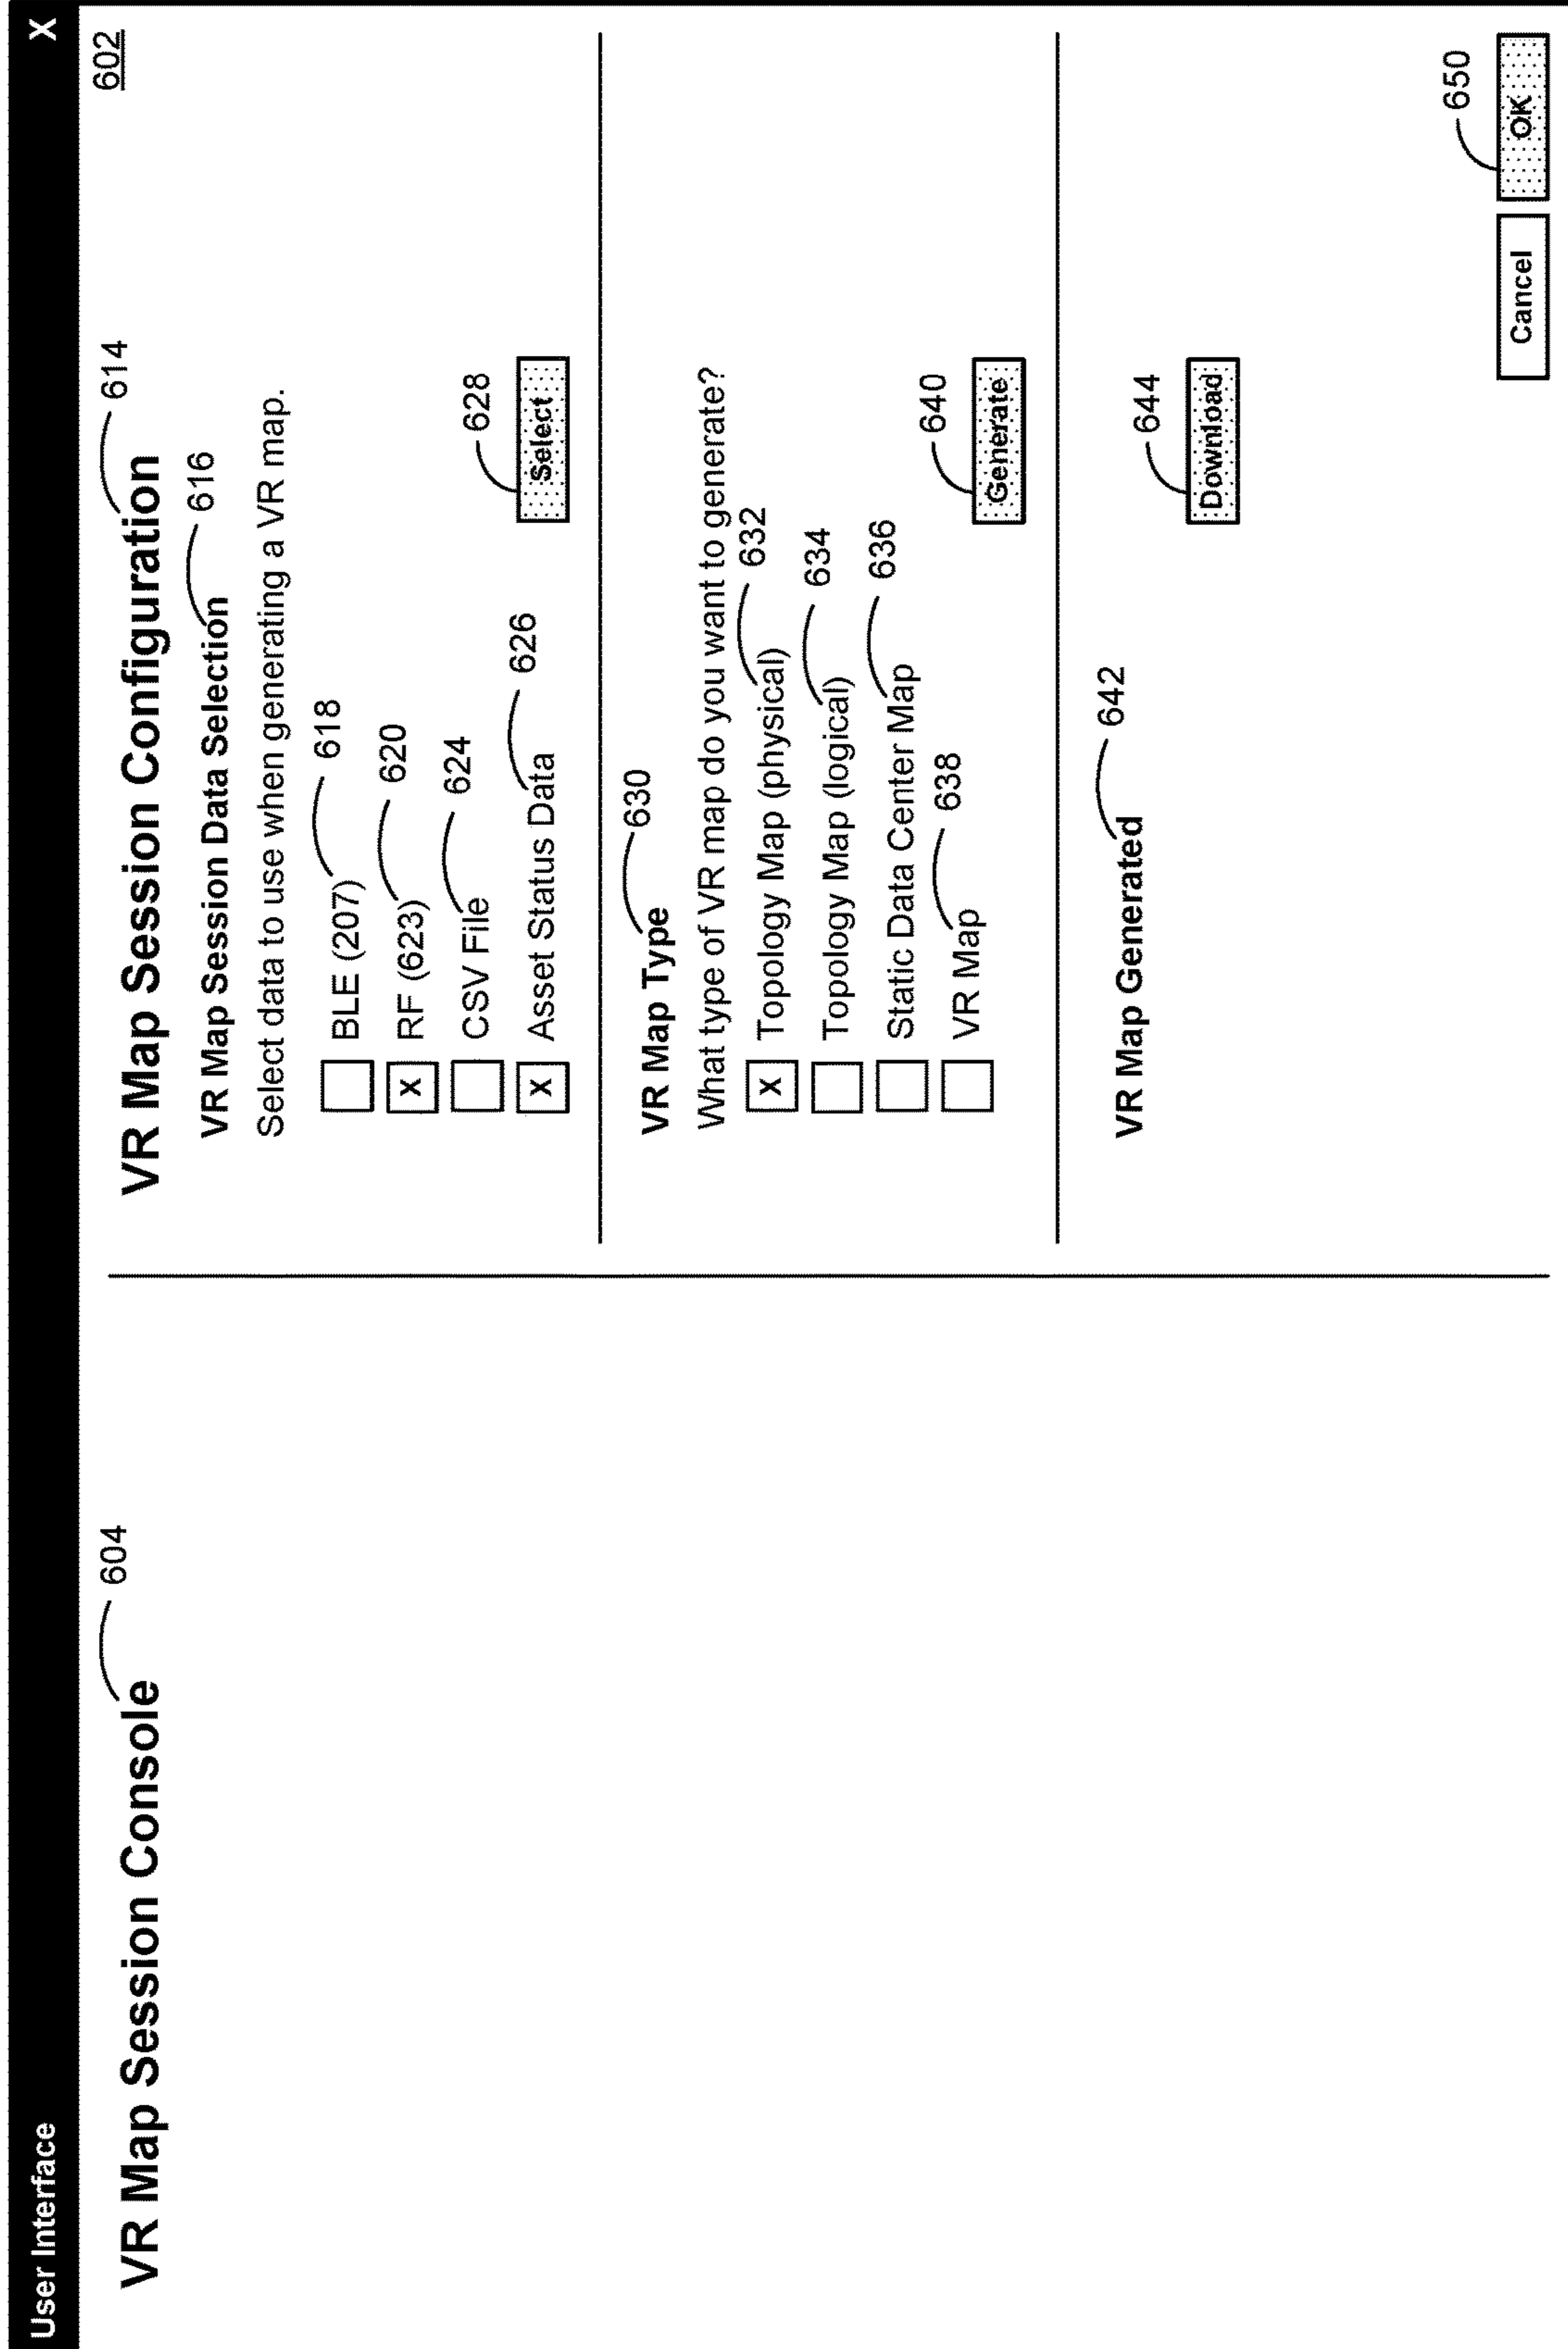 User Interface X
602
VR Map Session Console 604
VR Map Session Configuration 614
VR Map Session Data Selection 616
Select data to use when generating a VR map.
BLE (207) 618
X RF (623) 620
CSV File 624
X Asset Status Data 626
628
Select
VR Map Type 630
What type of VR map do you want to generate?
X Topology Map (physical) 632
Topology Map (logical) 634
Static Data Center Map 636
VR Map 638
640
Generate
VR Map Generated 642
644
Download
650
Cancel OK